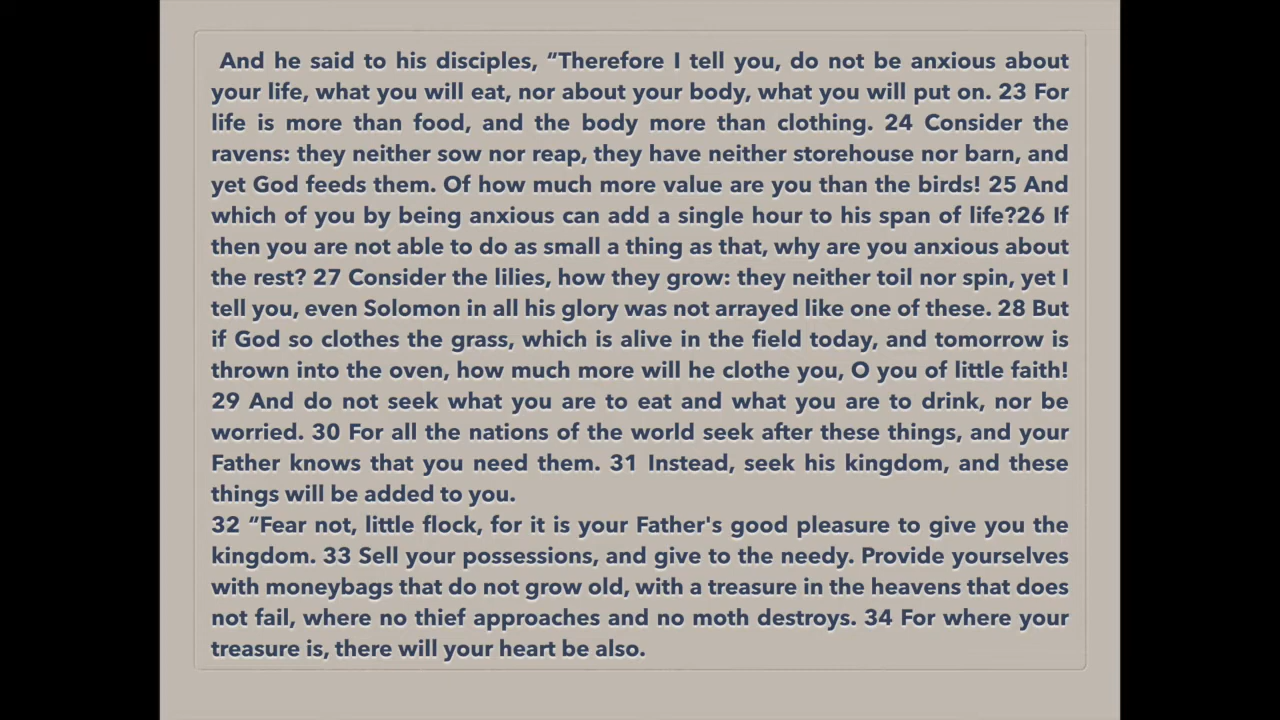 And he said to his disciples, “Therefore I tell you, do not be anxious about
your life, what you will eat, nor about your body, what you will put on. 23 For
life is more than food, and the body more than clothing. 24 Consider the
ravens: they neither sow nor reap, they have neither storehouse nor barn, and
yet God feeds them. Of how much more value are you than the birds! 25 And
which of you by being anxious can add a single hour to his span of life?26 If
then you are not able to do as small a thing as that, why are you anxious about
the rest? 27 Consider the lilies, how they grow: they neither toil nor spin, yet I
tell you, even Solomon in all his glory was not arrayed like one of these. 28 But
if God so clothes the grass, which is alive in the field today, and tomorrow is
thrown into the oven, how much more will he clothe you, O you of little faith!
29 And do not seek what you are to eat and what you are to drink, nor be
worried. 30 For all the nations of the world seek after these things, and your
Father knows that you need them. 31 Instead, seek his kingdom, and these
things will be added to you.
32 “Fear not, little flock, for it is your Father's good pleasure to give you the
kingdom. 33 Sell your possessions, and give to the needy. Provide yourselves
with moneybags that do not grow old, with a treasure in the heavens that does
not fail, where no thief approaches and no moth destroys. 34 For where your
treasure is, there will your heart be also.